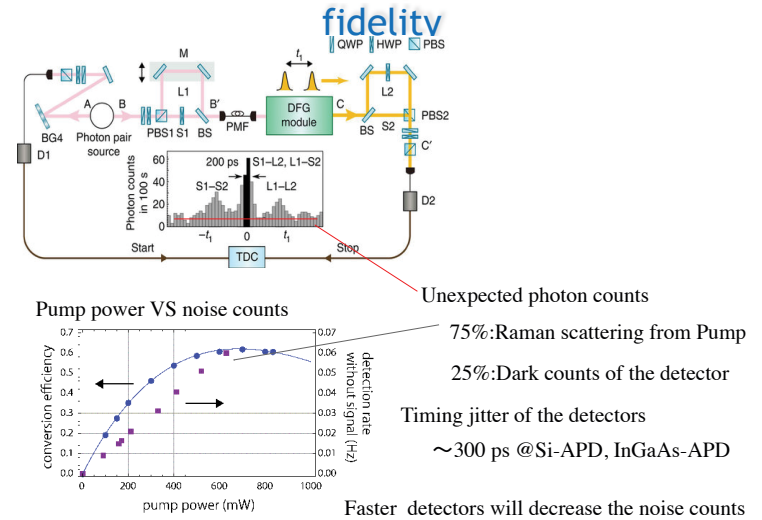 fidelity
QWP HWP PBS
M
t1
L1
L2
A B
B′
DFG
module
C
PBS2
BG4
Photon pair
source
PBS1 S1 BS
PMF
BS S2
C′
D1
D2
Photon counts
in 100 s
60
40
20
0
200 ps
S1–L2, L1–S2
S1–S2
L1–L2
−t1 0 t1
Start
Stop
TDC
Unexpected photon counts
Pump power VS noise counts
75%:Raman scattering from Pump
25%:Dark counts of the detector
Timing jitter of the detectors
～300 ps @Si-APD, InGaAs-APD
Faster detectors will decrease the noise counts
conversion efficiency
0.7
0.6
0.5
0.4
0.3
0.2
0.1
0.0
0.07
0.06
0.05
0.04
0.03
0.02
0.01
0.00
detection rate
without signal (Hz)
0 200 400 600 800 1000
pump power (mW)